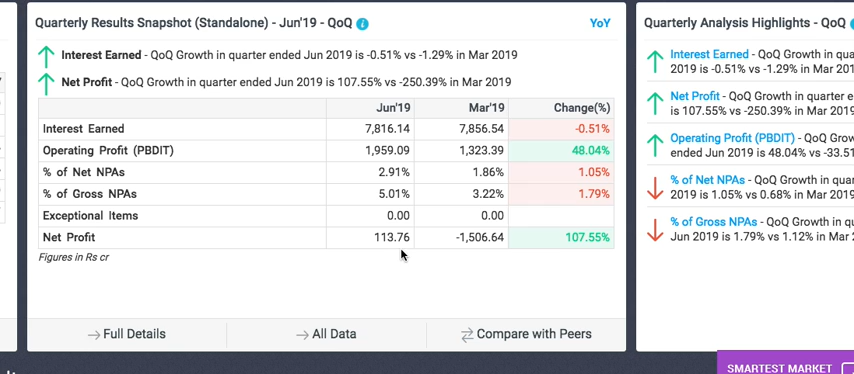 Quarterly Results Snapshot (Standalone) - Jun'19 - QoQ
YoY
Interest Earned - QoQ Growth in quarter ended Jun 2019 is -0.51% vs -1.29% in Mar 2019
Net Profit - QoQ Growth in quarter ended Jun 2019 is 107.55% vs -250.39% in Mar 2019
Jun'19 Mar'19 Change(%)
Interest Earned 7,816.14 7,856.54 -0.51%
Operating Profit (PBDIT) 1,959.09 1,323.39 48.04%
% of Net NPAs 2.91% 1.86% 1.05%
% of Gross NPAs 5.01% 3.22% 1.79%
Exceptional Items 0.00 0.00
Net Profit 113.76 -1,506.64 107.55%
Figures in Rs cr
Full Details All Data Compare with Peers
Quarterly Analysis Highlights - QoQ
Interest Earned - QoQ Growth in qua
2019 is -0.51% vs -1.29% in Mar 201
Net Profit - QoQ Growth in quarter e
is 107.55% vs -250.39% in Mar 2019
Operating Profit (PBDIT) - QoQ Grow
ended Jun 2019 is 48.04% vs -33.51
% of Net NPAs - QoQ Growth in quar
2019 is 1.05% vs 0.68% in Mar 2019
% of Gross NPAs - QoQ Growth in qu
Jun 2019 is 1.79% vs 1.12% in Mar 2
SMARTEST MARKET